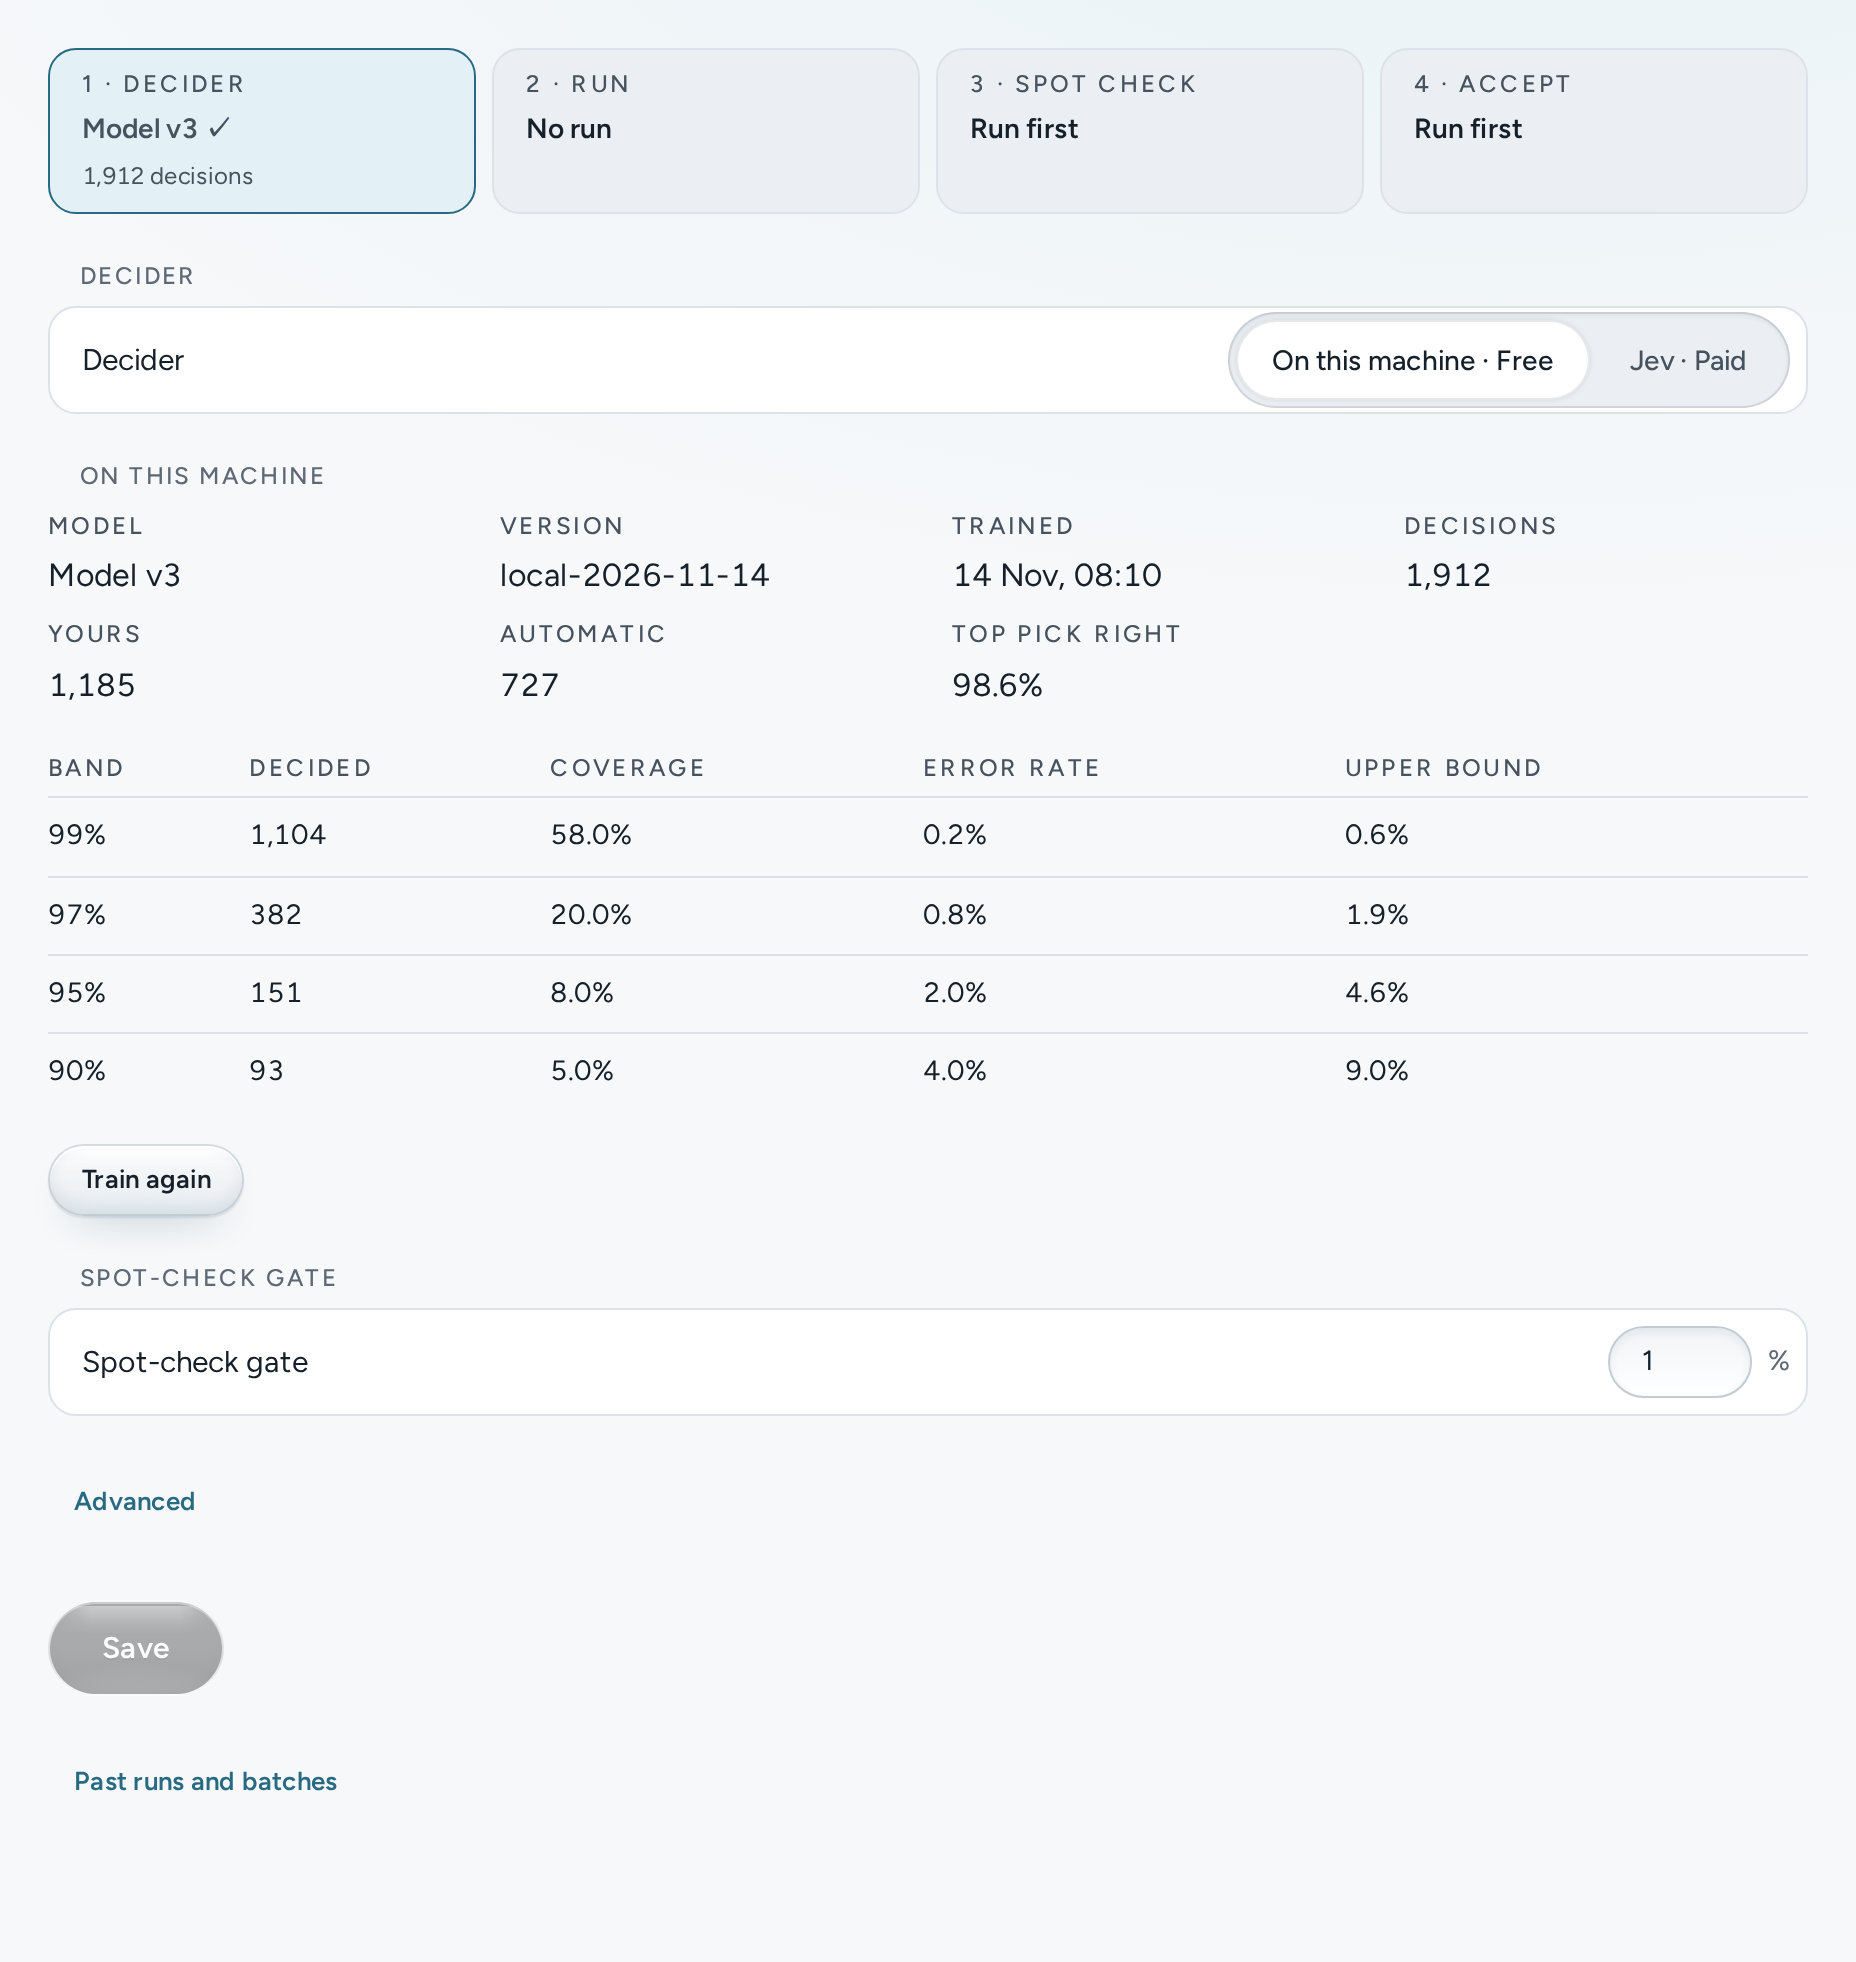 1 · DECIDER
Model v3 ✓
1,912 decisions
2 · RUN
No run
3 · SPOT CHECK
Run first
4 · ACCEPT
Run first
DECIDER
Decider On this machine · Free Jev · Paid
ON THIS MACHINE
MODEL VERSION TRAINED DECISIONS
Model v3 local-2026-11-14 14 Nov, 08:10 1,912
YOURS AUTOMATIC TOP PICK RIGHT
1,185 727 98.6%
BAND DECIDED COVERAGE ERROR RATE UPPER BOUND
99% 1,104 58.0% 0.2% 0.6%
97% 382 20.0% 0.8% 1.9%
95% 151 8.0% 2.0% 4.6%
90% 93 5.0% 4.0% 9.0%
Train again
SPOT-CHECK GATE
Spot-check gate 1 %
Advanced
Save
Past runs and batches